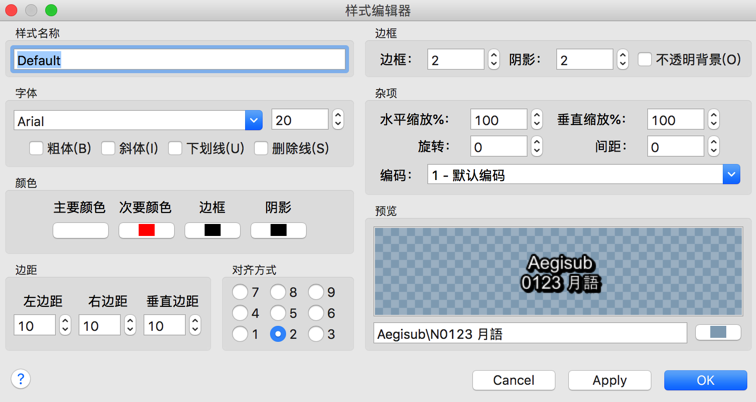 样式编辑器
样式名称
Default
字体
Arial
20
粗体(B) 斜体(I) 下划线(U) 删除线(S)
颜色
主要颜色 次要颜色 边框 阴影
边距
左边距 右边距 垂直边距
10 10 10
对齐方式
7 8 9
4 5 6
1 2 3
边框
边框: 2 阴影: 2 不透明背景(O)
杂项
水平缩放%: 100 垂直缩放%: 100
旋转: 0 间距: 0
编码: 1 - 默认编码
预览
Aegisub
0123 月語
Aegisub\N0123 月語
?
Cancel Apply OK